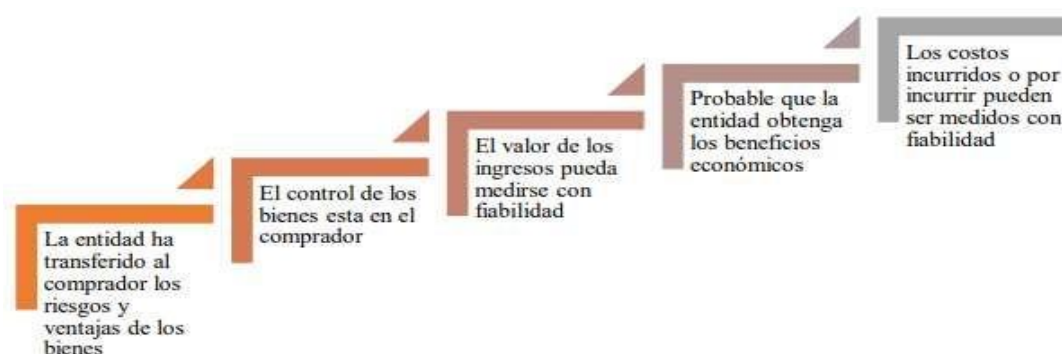 La entidad ha
transferido al
comprador los
riesgos y
ventajas de los
bienes
El control de los
bienes esta en el
comprador
El valor de los
ingresos pueda
medirse con
fiabilidad
Probable que la
entidad obtenga
los beneficios
económicos
Los costos
incurridos o por
incurrir pueden
ser medidos con
fiabilidad